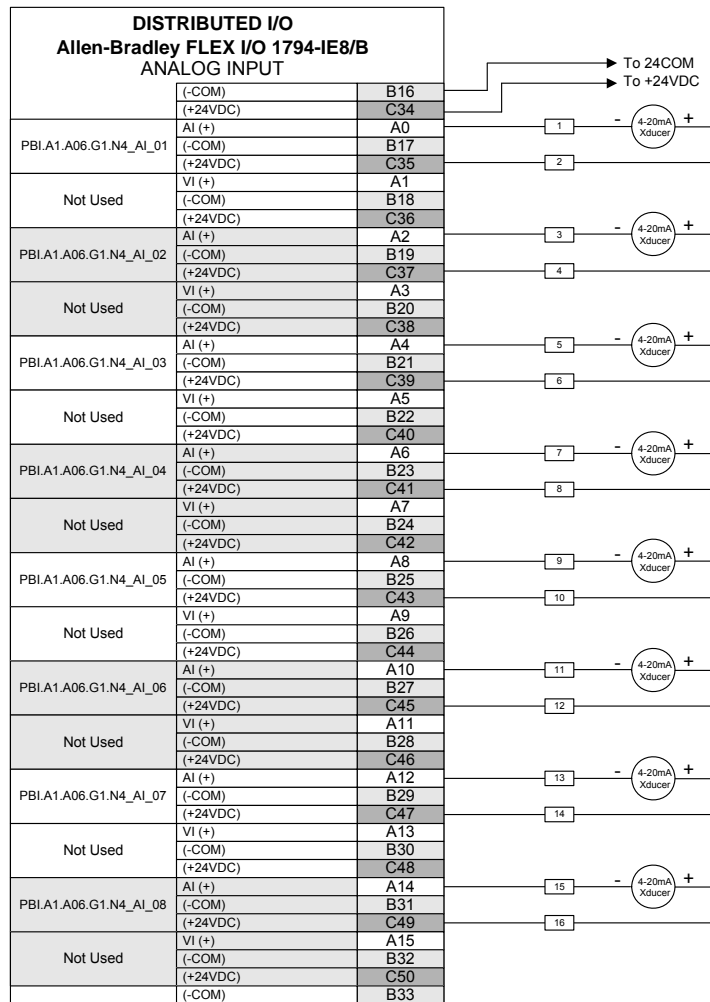 DISTRIBUTED I/O
Allen-Bradley FLEX I/O 1794-IE8/B
ANALOG INPUT
(-COM) B16 To 24COM
(+24VDC) C34 To +24VDC
PBI.A1.A06.G1.N4_AI_01
AI (+) A0 1 - 4-20mA Xducer +
(-COM) B17
(+24VDC) C35 2
Not Used
VI (+) A1
(-COM) B18
(+24VDC) C36
PBI.A1.A06.G1.N4_AI_02
AI (+) A2 3 - 4-20mA Xducer +
(-COM) B19
(+24VDC) C37 4
Not Used
VI (+) A3
(-COM) B20
(+24VDC) C38
PBI.A1.A06.G1.N4_AI_03
AI (+) A4 5 - 4-20mA Xducer +
(-COM) B21
(+24VDC) C39 6
Not Used
VI (+) A5
(-COM) B22
(+24VDC) C40
PBI.A1.A06.G1.N4_AI_04
AI (+) A6 7 - 4-20mA Xducer +
(-COM) B23
(+24VDC) C41 8
Not Used
VI (+) A7
(-COM) B24
(+24VDC) C42
PBI.A1.A06.G1.N4_AI_05
AI (+) A8 9 - 4-20mA Xducer +
(-COM) B25
(+24VDC) C43 10
Not Used
VI (+) A9
(-COM) B26
(+24VDC) C44
PBI.A1.A06.G1.N4_AI_06
AI (+) A10 11 - 4-20mA Xducer +
(-COM) B27
(+24VDC) C45 12
Not Used
VI (+) A11
(-COM) B28
(+24VDC) C46
PBI.A1.A06.G1.N4_AI_07
AI (+) A12 13 - 4-20mA Xducer +
(-COM) B29
(+24VDC) C47 14
Not Used
VI (+) A13
(-COM) B30
(+24VDC) C48
PBI.A1.A06.G1.N4_AI_08
AI (+) A14 15 - 4-20mA Xducer +
(-COM) B31
(+24VDC) C49 16
Not Used
VI (+) A15
(-COM) B32
(+24VDC) C50
(-COM) B33